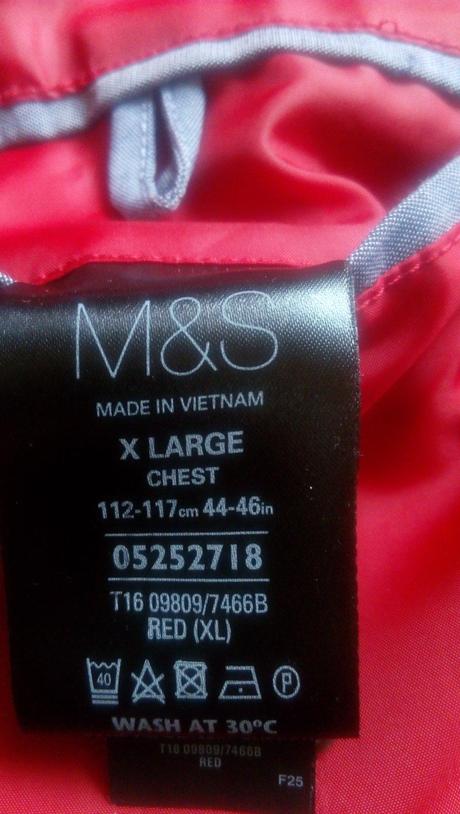 M&S
MADE IN VIETNAM
X LARGE
CHEST
112-117cm 44-46in
05252718
T16 09809/7466B
RED (XL)
40 P
WASH AT 30ºC
T16 09809/7466B
RED
F25